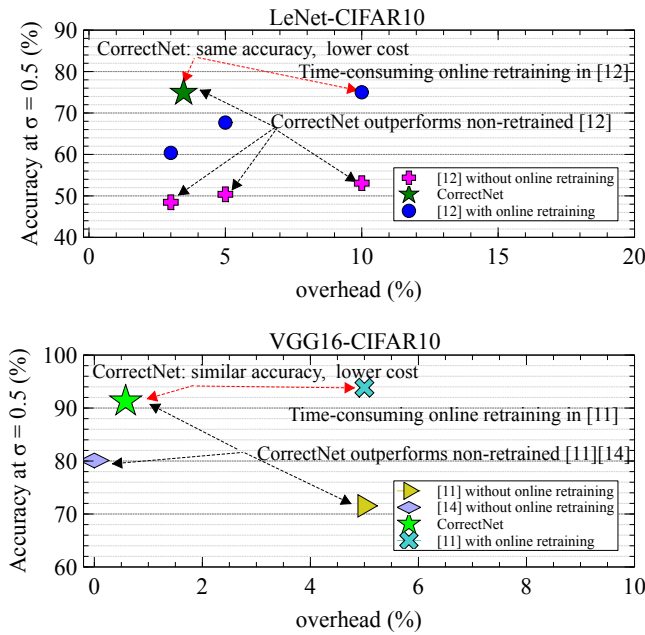 LeNet-CIFAR10
90
80
70
60
50
40
Accuracy at σ = 0.5 (%)
CorrectNet: same accuracy, lower cost
Time-consuming online retraining in [12]
CorrectNet outperforms non-retrained [12]
[12] without online retraining
CorrectNet
[12] with online retraining
0 5 10 15 20
overhead (%)
VGG16-CIFAR10
100
90
80
70
60
Accuracy at σ = 0.5 (%)
CorrectNet: similar accuracy, lower cost
Time-consuming online retraining in [11]
CorrectNet outperforms non-retrained [11][14]
[11] without online retraining
[14] without online retraining
CorrectNet
[11] with online retraining
0 2 4 6 8 10
overhead (%)